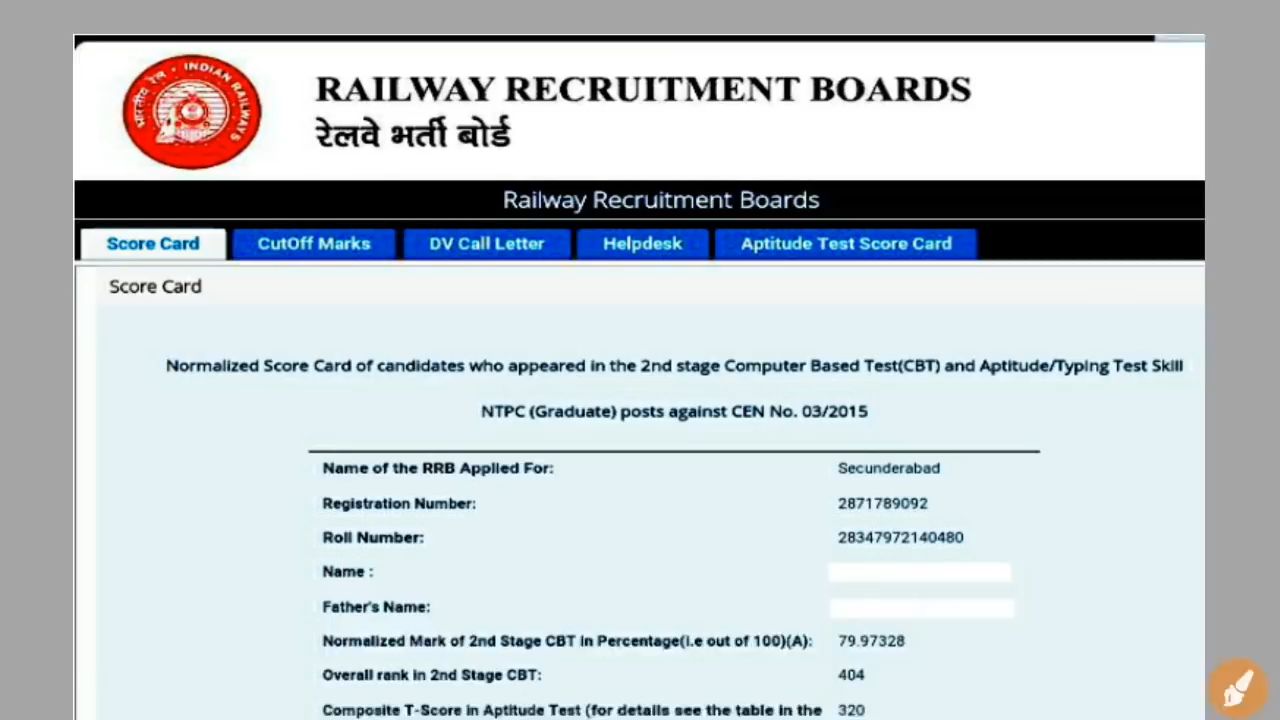 भारतीय रेल • INDIAN RAILWAYS
RAILWAY RECRUITMENT BOARDS
रेलवे भर्ती बोर्ड
Railway Recruitment Boards
Score Card CutOff Marks DV Call Letter Helpdesk Aptitude Test Score Card
Score Card
Normalized Score Card of candidates who appeared in the 2nd stage Computer Based Test(CBT) and Aptitude/Typing Test Skill
NTPC (Graduate) posts against CEN No. 03/2015
Name of the RRB Applied For: Secunderabad
Registration Number: 2871789092
Roll Number: 28347972140480
Name :
Father's Name:
Normalized Mark of 2nd Stage CBT in Percentage(i.e out of 100)(A): 79.97328
Overall rank in 2nd Stage CBT: 404
Composite T-Score in Aptitude Test (for details see the table in the 320